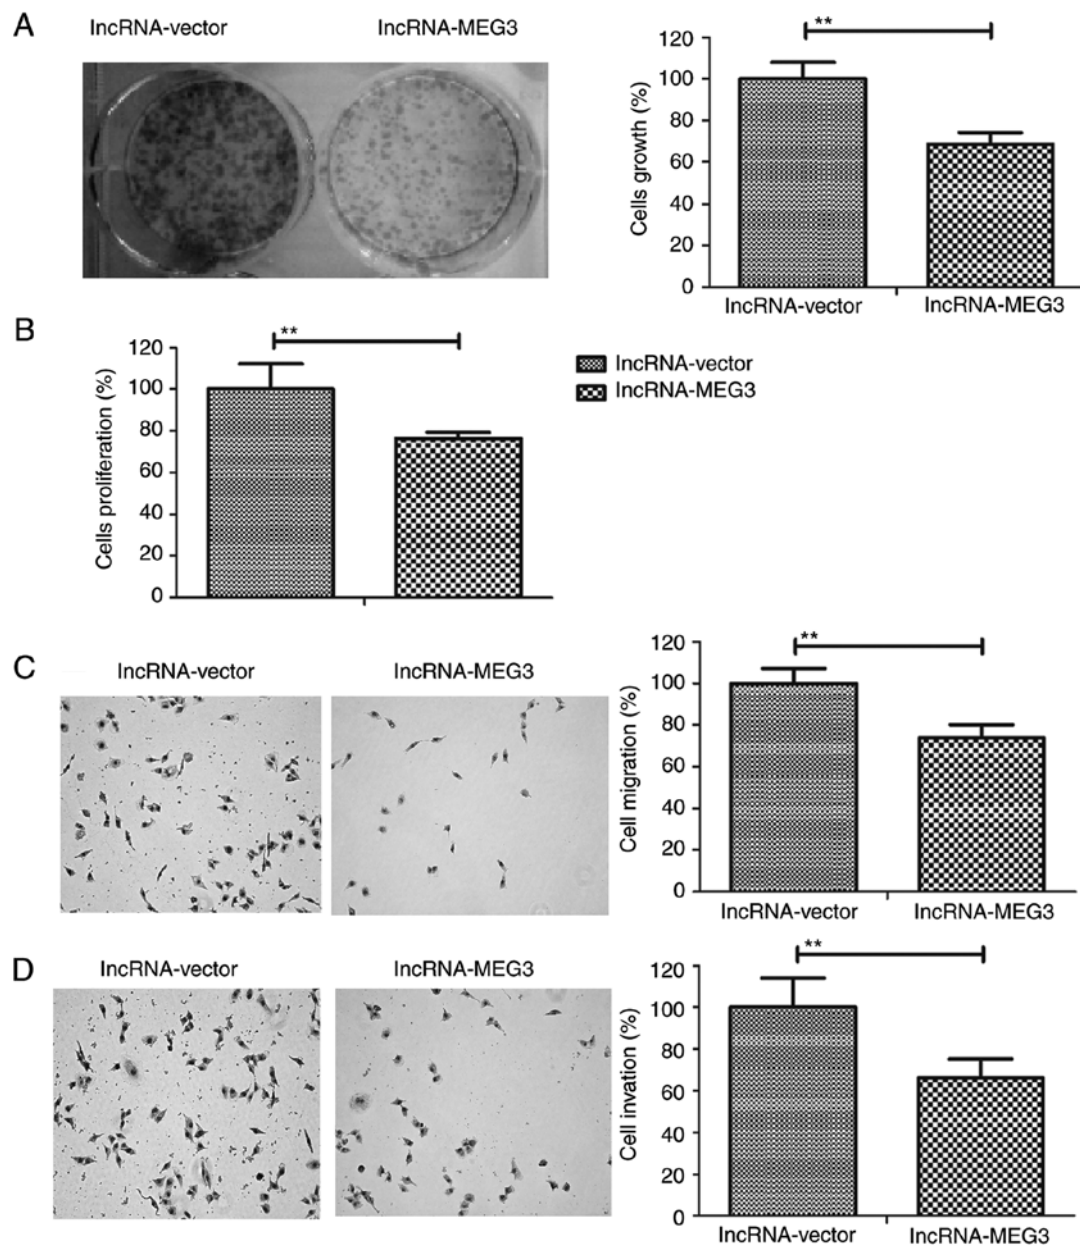 A
lncRNA-vector
lncRNA-MEG3
**
120
100
80
60
40
20
0
Cells growth (%)
lncRNA-vector
lncRNA-MEG3
B
**
120
100
80
60
40
20
0
Cells proliferation (%)
lncRNA-vector
lncRNA-MEG3
C
lncRNA-vector
lncRNA-MEG3
**
120
100
80
60
40
20
0
Cell migration (%)
lncRNA-vector
lncRNA-MEG3
D
lncRNA-vector
lncRNA-MEG3
**
120
100
80
60
40
20
0
Cell invation (%)
lncRNA-vector
lncRNA-MEG3